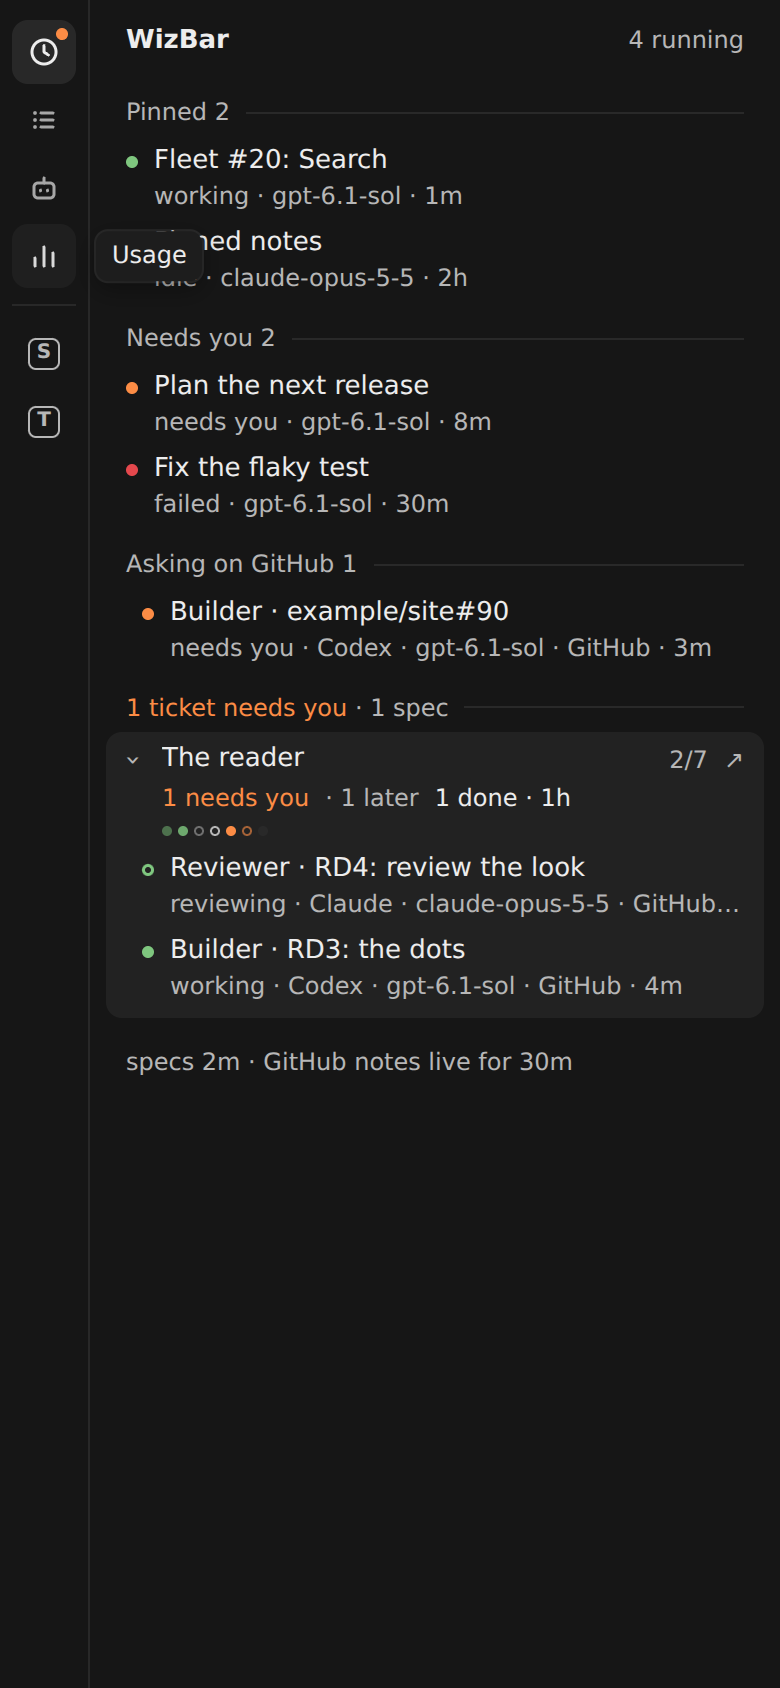 WizBar
4 running
Pinned 2
Fleet #20: Search
working · gpt-6.1-sol · 1m
ned notes
Usage
· claude-opus-5-5 · 2h
Needs you 2
Plan the next release
needs you · gpt-6.1-sol · 8m
Fix the flaky test
failed · gpt-6.1-sol · 30m
S
T
Asking on GitHub 1
Builder · example/site#90
needs you · Codex · gpt-6.1-sol · GitHub · 3m
1 ticket needs you · 1 spec
The reader
2/7 ↗
1 needs you · 1 later 1 done · 1h
Reviewer · RD4: review the look
reviewing · Claude · claude-opus-5-5 · GitHub…
Builder · RD3: the dots
working · Codex · gpt-6.1-sol · GitHub · 4m
specs 2m · GitHub notes live for 30m